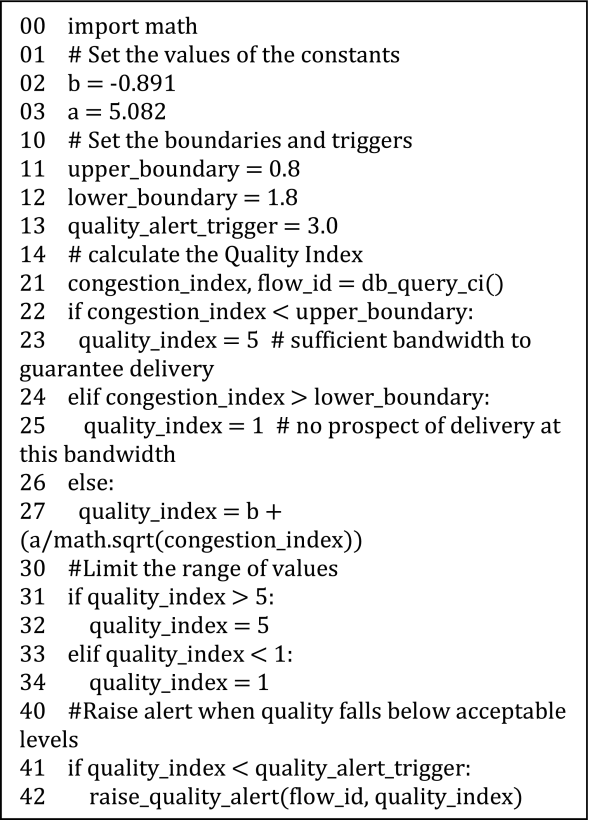 00 import math
01 # Set the values of the constants
02 b = -0.891
03 a = 5.082
10 # Set the boundaries and triggers
11 upper_boundary = 0.8
12 lower_boundary = 1.8
13 quality_alert_trigger = 3.0
14 # calculate the Quality Index
21 congestion_index, flow_id = db_query_ci()
22 if congestion_index < upper_boundary:
23 quality_index = 5 # sufficient bandwidth to
guarantee delivery
24 elif congestion_index > lower_boundary:
25 quality_index = 1 # no prospect of delivery at
this bandwidth
26 else:
27 quality_index = b +
(a/math.sqrt(congestion_index))
30 #Limit the range of values
31 if quality_index > 5:
32 quality_index = 5
33 elif quality_index < 1:
34 quality_index = 1
40 #Raise alert when quality falls below acceptable
levels
41 if quality_index < quality_alert_trigger:
42 raise_quality_alert(flow_id, quality_index)